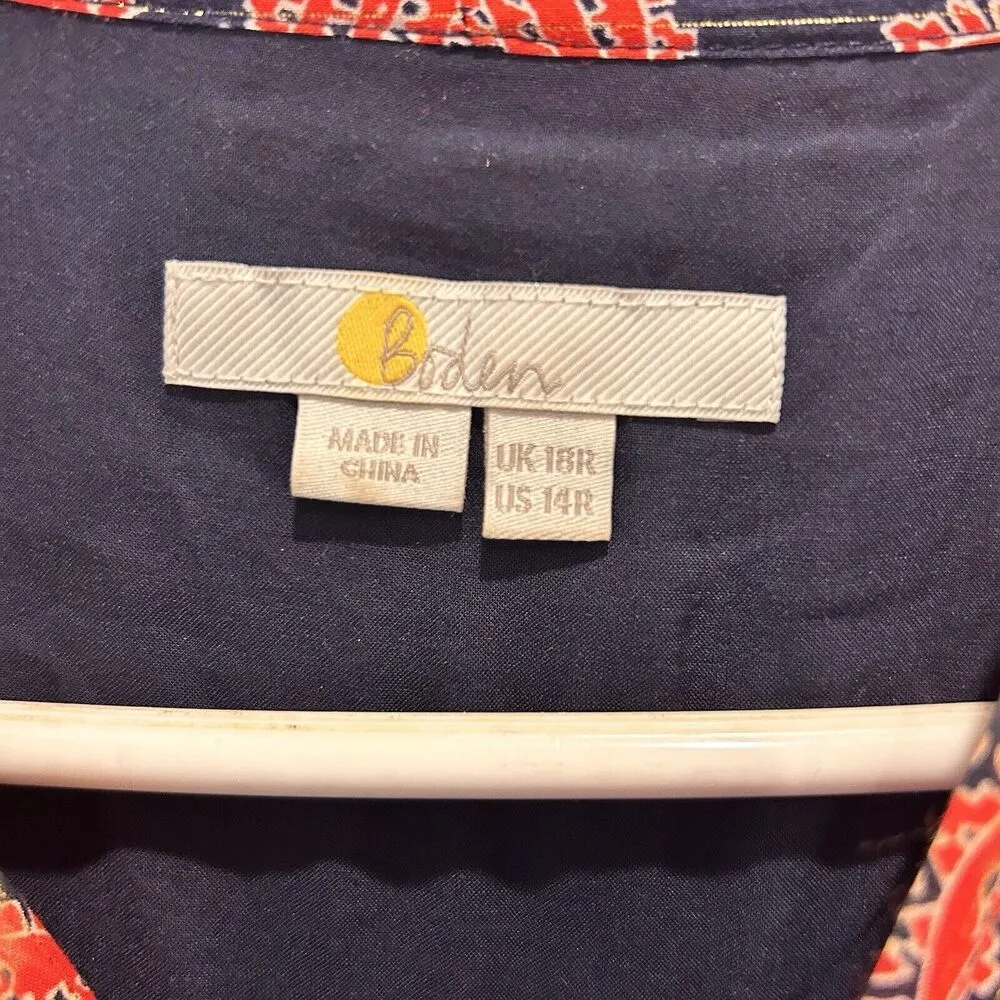 Boden
MADE IN
CHINA
UK 18R
US 14R